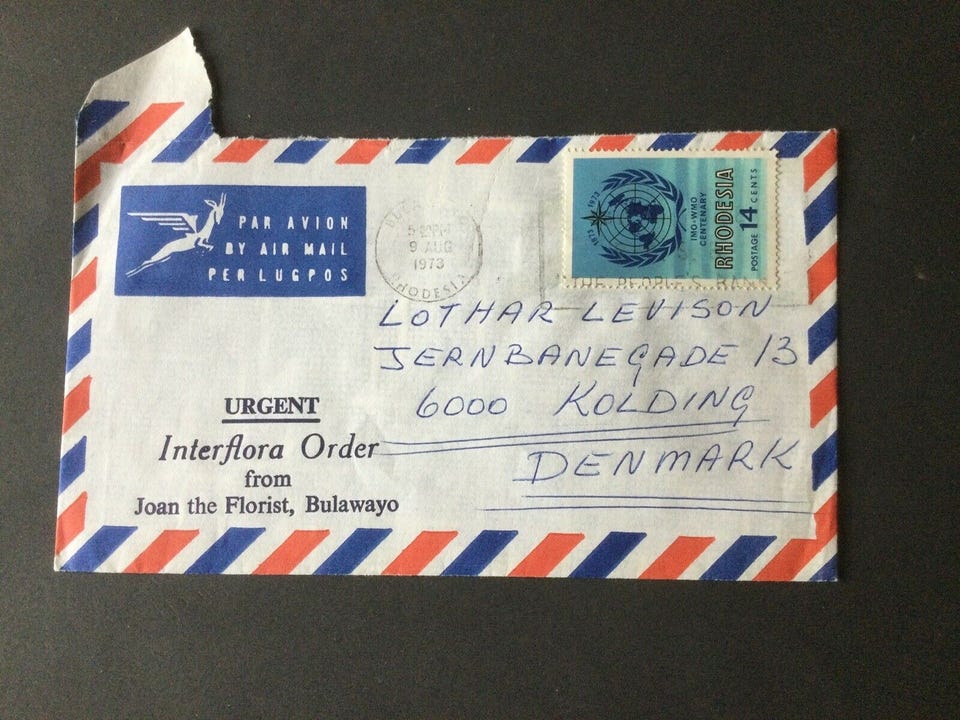 PAR AVION
BY AIR MAIL
PER LUGPOS
5
9 AUG
1973
RHODESIA
1873 1973
IMO-WMO
CENTENARY
RHODESIA
POSTAGE 14 CENTS
LOTHAR LEVISON
JERNBANEGADE 13
6000 KOLDING
DENMARK
URGENT
Interflora Order
from
Joan the Florist, Bulawayo